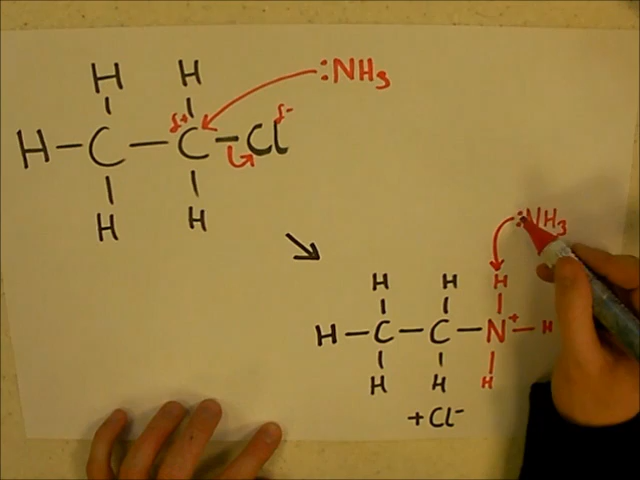 H H :NH3
H-C-C-Cl
δ+ δ-
H H
:NH3
H H H
H-C-C-N+-H
H H H
+Cl-